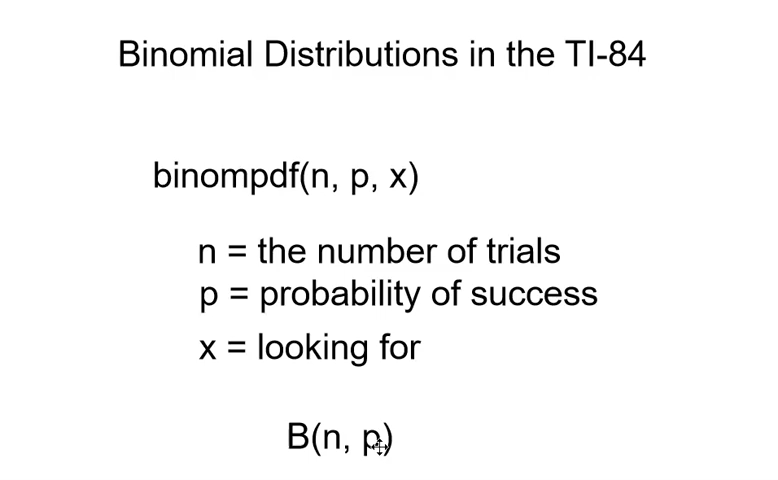 Binomial Distributions in the TI-84
binompdf(n, p, x)
n = the number of trials
p = probability of success
x = looking for
B(n, p)